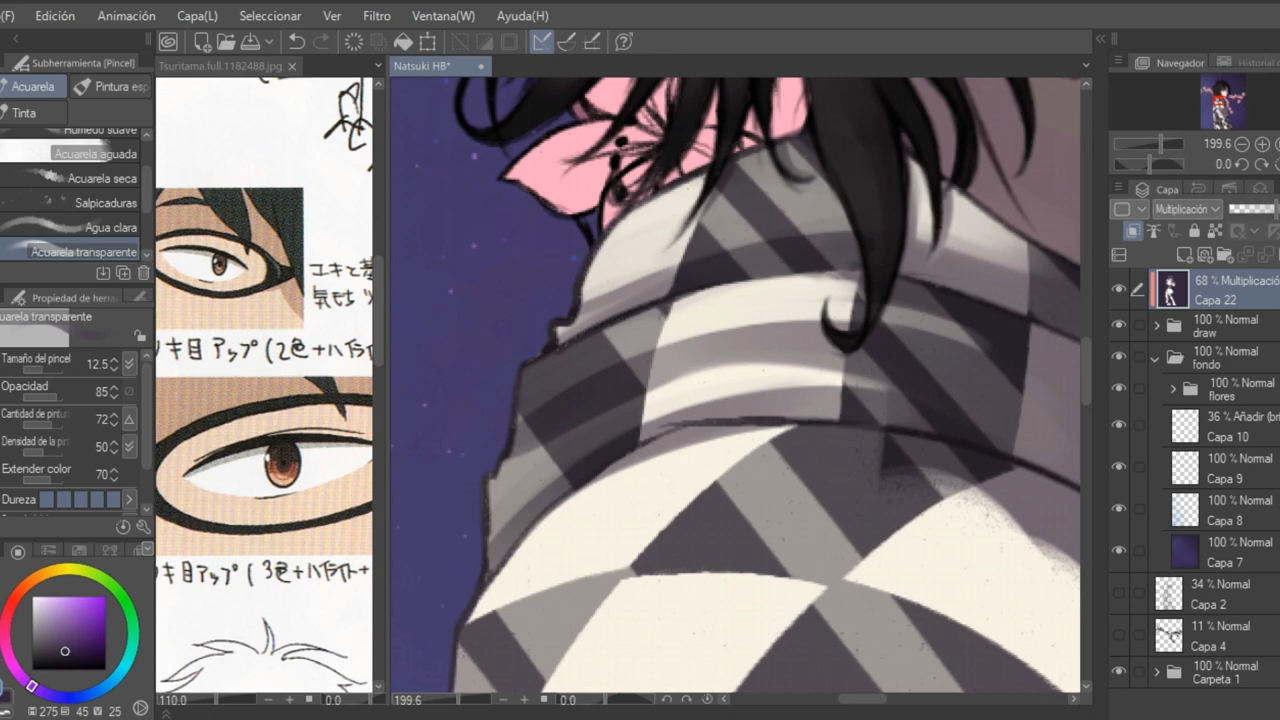 (F) Edición Animación Capa(L) Seleccionar Ver Filtro Ventana(W) Ayuda(H)
Subherramienta [Pincel]
Acuarela
Pintura esp
Tinta
Húmedo suave
Acuarela aguada
Acuarela seca
Salpicaduras
Agua clara
Acuarela transparente
Propiedad de herra
uarela transparente
Tamaño del pincel 12.5
Opacidad 85
Cantidad de pintur 72
Densidad de la pin 50
Extender color 70
Dureza
275 45 V 25
Tsuritama.full.1182488.jpg
キ目アップ(2色+ハイライ
キ目アップ(3色+ハイライト+
110.0 0.0
Natsuki HB*
199.6 0.0
Navegador
Historial d
199.6
0.0
Capa
Multiplicación
68 % Multiplicació
Capa 22
100 % Normal
draw
100 % Normal
fondo
100 % Normal
flores
36 % Añadir (bri
Capa 10
100 % Normal
Capa 9
100 % Normal
Capa 8
100 % Normal
Capa 7
34 % Normal
Capa 2
11 % Normal
Capa 4
100 % Normal
Carpeta 1